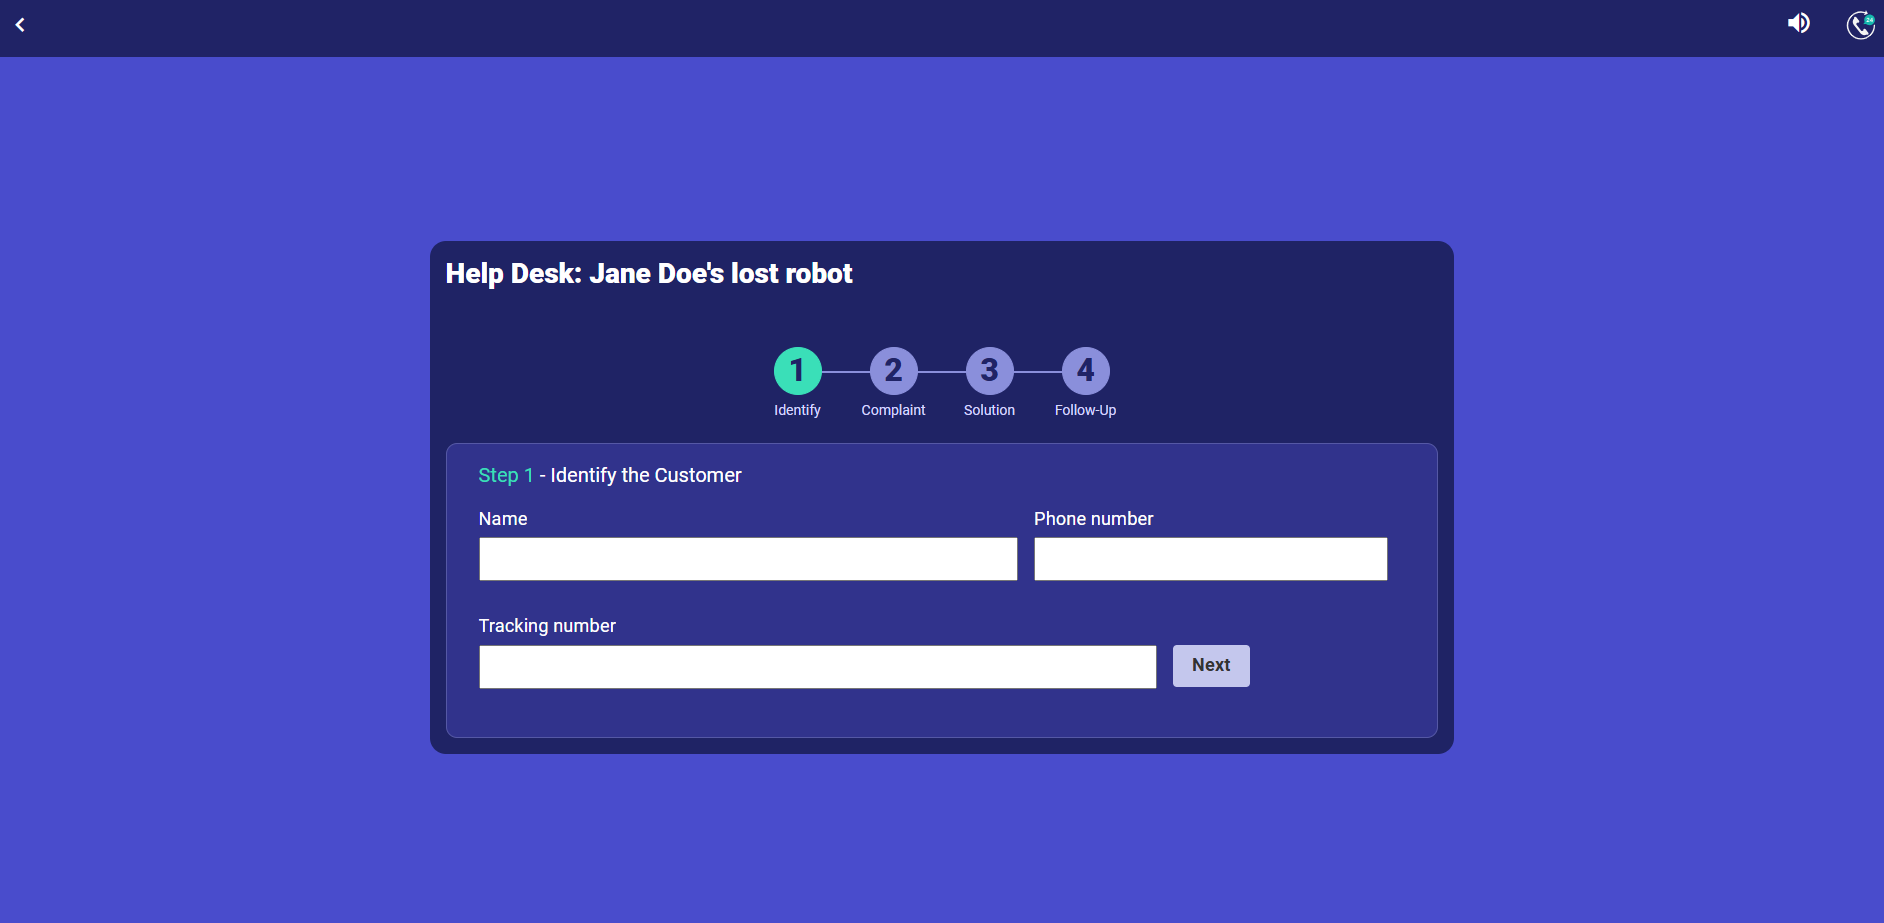 24
Help Desk: Jane Doe's lost robot
1 2 3 4
Identify Complaint Solution Follow-Up
Step 1 - Identify the Customer
Name Phone number
Tracking number
Next